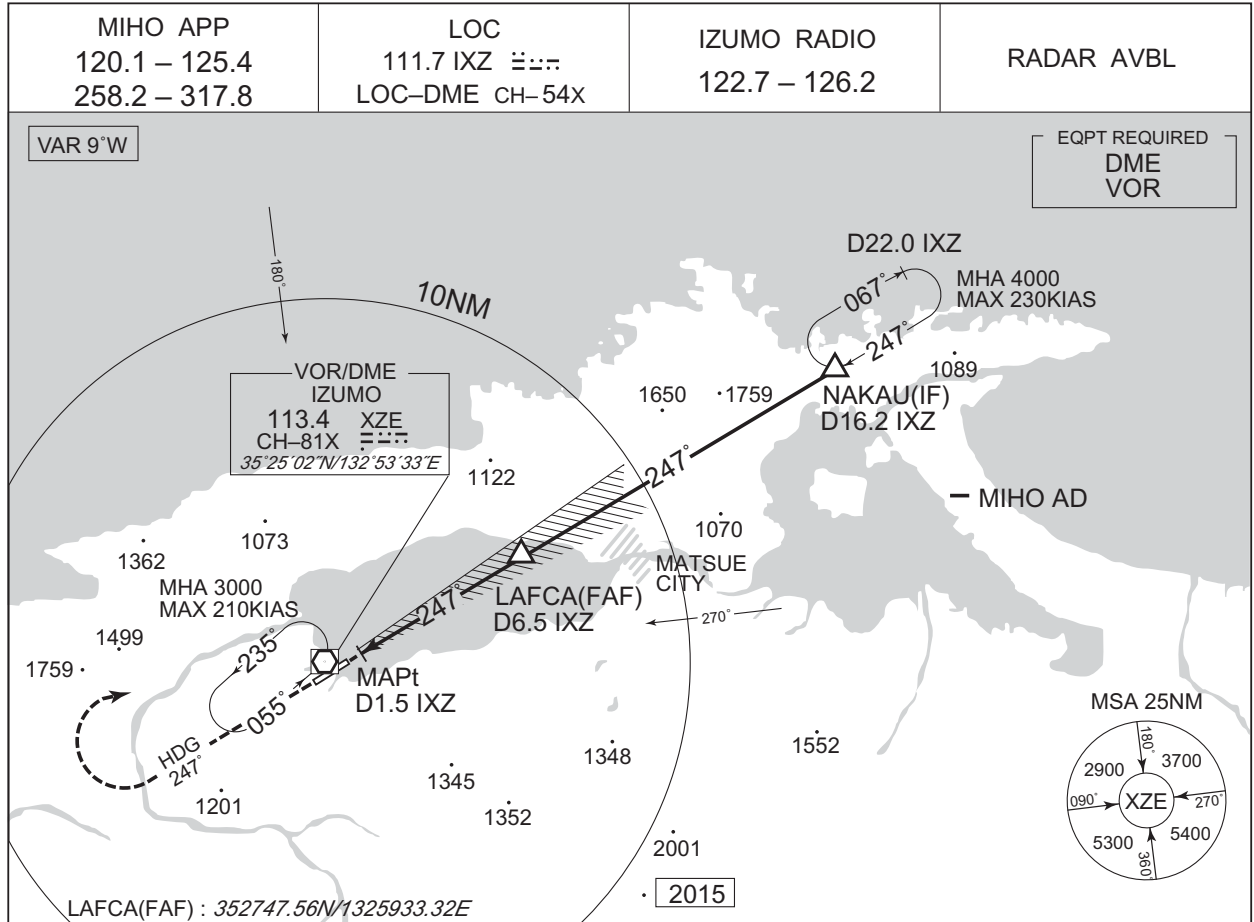 MIHO APP
120.1 – 125.4
258.2 – 317.8
LOC
111.7 IXZ
LOC–DME CH–54X
IZUMO RADIO
122.7 – 126.2
RADAR AVBL
VAR 9°W
EQPT REQUIRED
DME
VOR
D22.0 IXZ
180°
10NM
067°
MHA 4000
MAX 230KIAS
247°
1089
NAKAU(IF)
D16.2 IXZ
1650
1759
VOR/DME
IZUMO
113.4 XZE
CH–81X
35°25′02″N/132°53′33″E
1122
247°
MIHO AD
1070
1073
1362
MATSUE
CITY
MHA 3000
MAX 210KIAS
LAFCA(FAF)
D6.5 IXZ
247°
270°
1499
1759
235°
055°
MAPt
D1.5 IXZ
HDG
247°
1201
1345
1352
1348
1552
2001
2015
MSA 25NM
180°
2900
3700
090°
XZE
270°
5300
5400
360°
LAFCA(FAF) : 352747.56N/1325933.32E